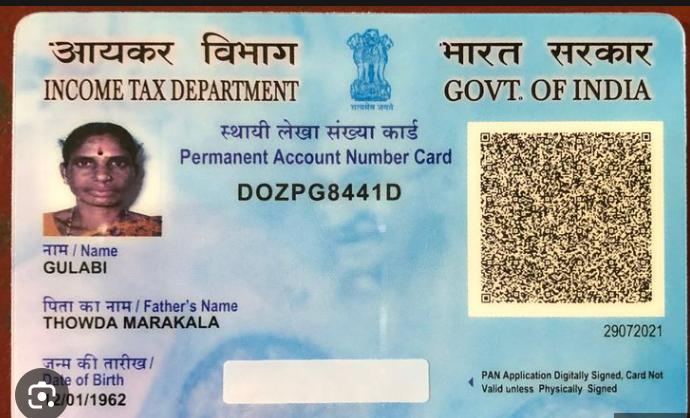 आयकर विभाग
INCOME TAX DEPARTMENT
सत्यमेव जयते
भारत सरकार
GOVT. OF INDIA
स्थायी लेखा संख्या कार्ड
Permanent Account Number Card
DOZPG8441D
नाम / Name
GULABI
पिता का नाम / Father's Name
THOWDA MARAKALA
जन्म की तारीख /
Date of Birth
/01/1962
29072021
PAN Application Digitally Signed, Card Not
Valid unless Physically Signed